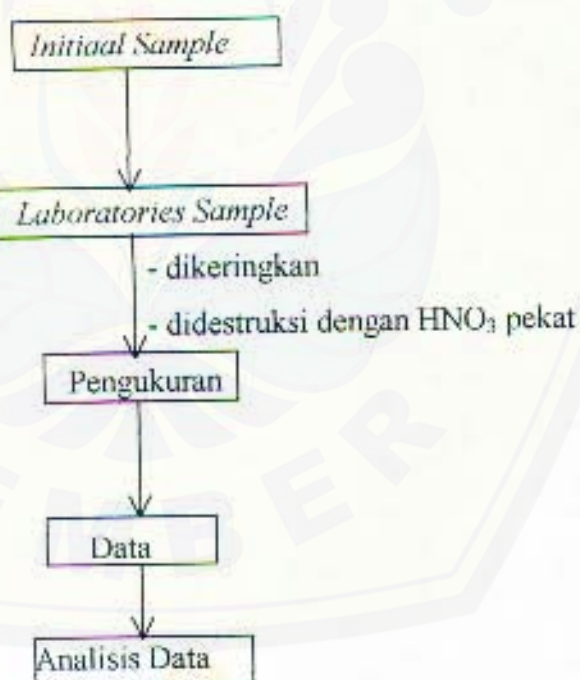 Initiaal Sample
Laboratories Sample
- dikeringkan
- didestruksi dengan HNO₃ pekat
Pengukuran
Data
Analisis Data